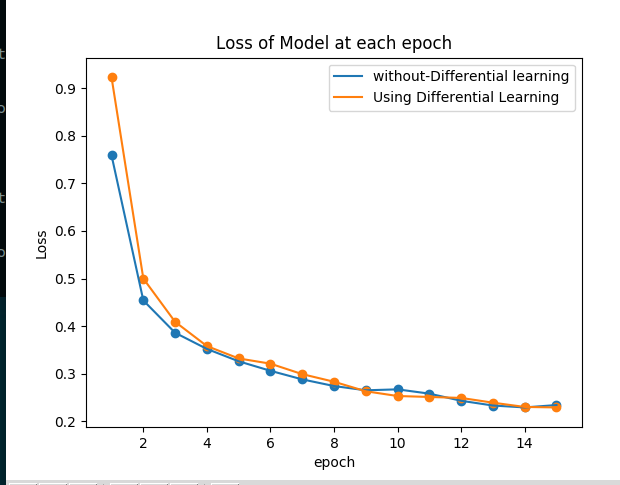 Loss of Model at each epoch
without-Differential learning
Using Differential Learning
0.9
0.8
0.7
0.6
0.5
0.4
0.3
0.2
Loss
2 4 6 8 10 12 14
epoch